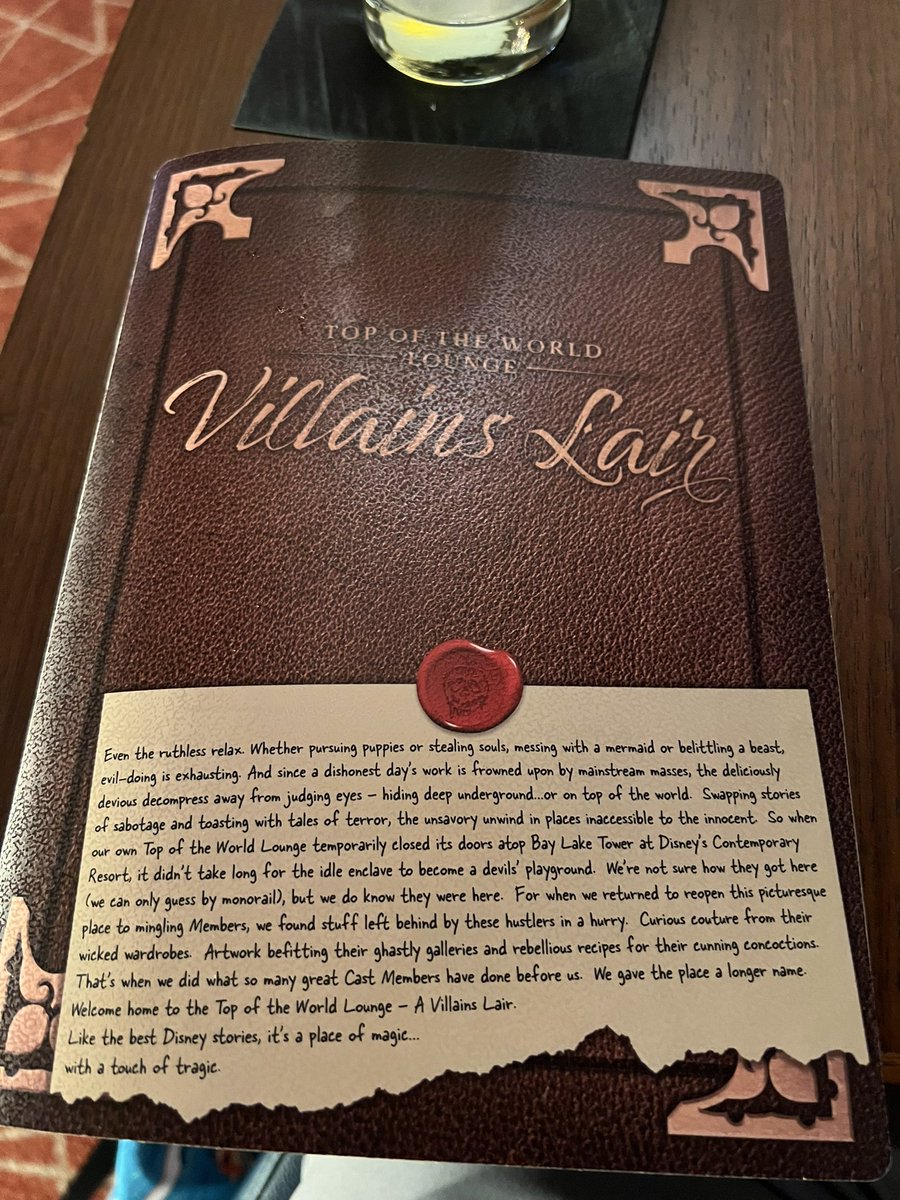 TOP OF THE WORLD
LOUNGE
Villains Lair
Even the ruthless relax. Whether pursuing puppies or stealing souls, messing with a mermaid or belittling a beast,
evil-doing is exhausting. And since a dishonest day's work is frowned upon by mainstream masses, the deliciously
devious decompress away from judging eyes – hiding deep underground...or on top of the world. Swapping stories
of sabotage and toasting with tales of terror, the unsavory unwind in places inaccessible to the innocent. So when
our own Top of the World Lounge temporarily closed its doors atop Bay Lake Tower at Disney's Contemporary
Resort, it didn't take long for the idle enclave to become a devils' playground. We're not sure how they got here
(we can only guess by monorail), but we do know they were here. For when we returned to reopen this picturesque
place to mingling Members, we found stuff left behind by these hustlers in a hurry. Curious couture from their
wicked wardrobes. Artwork befitting their ghastly galleries and rebellious recipes for their cunning concoctions.
That's when we did what so many great Cast Members have done before us. We gave the place a longer name.
Welcome home to the Top of the World Lounge – A Villains Lair.
Like the best Disney stories, it's a place of magic...
with a touch of tragic.